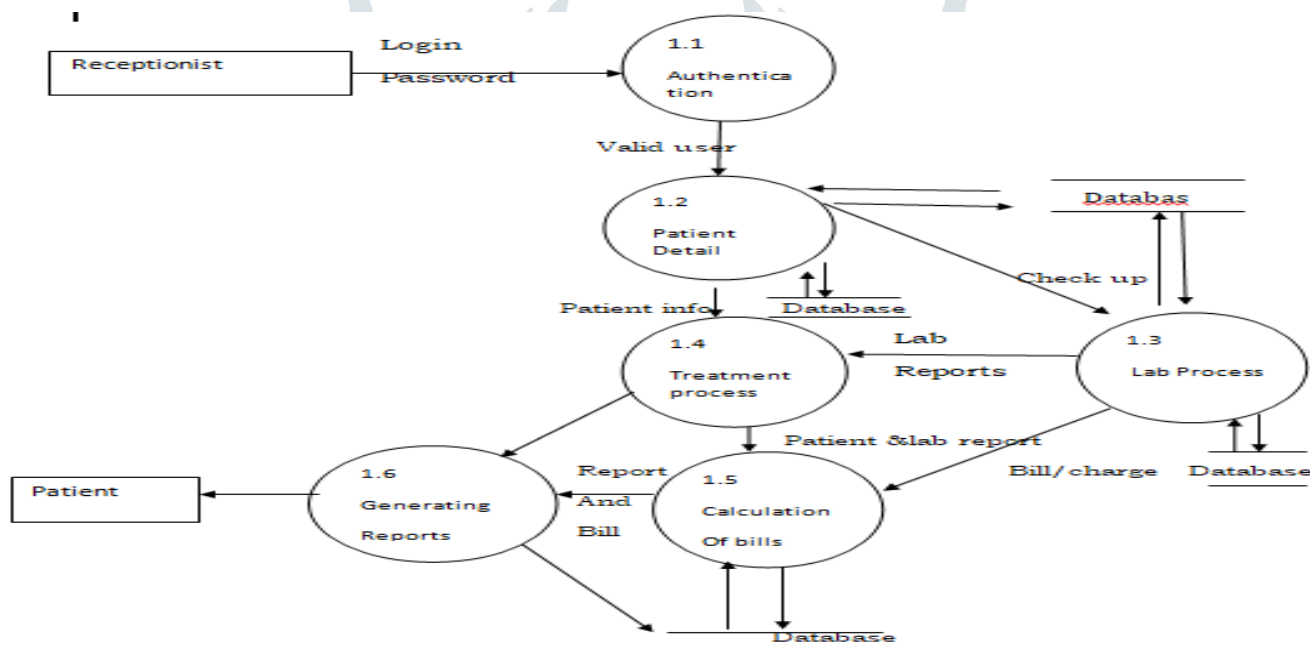 Receptionist
Login
Password
1.1
Authentica
tion
Valid user
1.2
Patient
Detail
Databas
Check up
Patient info
Database
1.4
Treatment
process
Lab
Reports
1.3
Lab Process
Patient &lab report
Bill/charge
Database
Patient
1.6
Generating
Reports
Report
And
Bill
1.5
Calculation
Of bills
Database